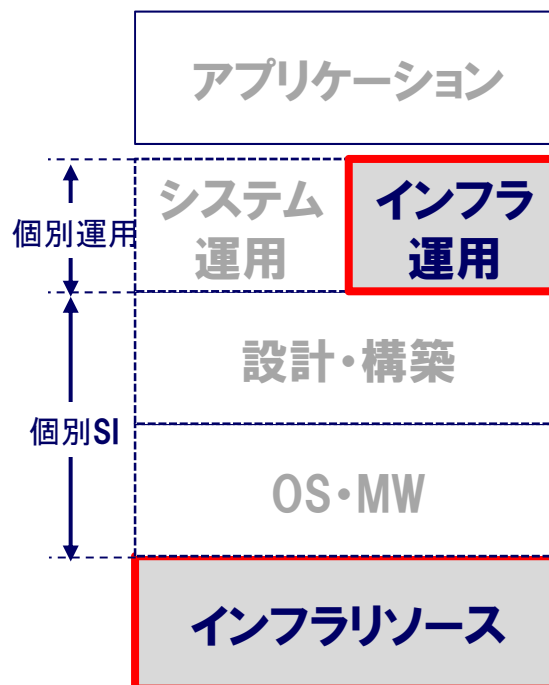 アプリケーション
個別運用
システム
運用
インフラ
運用
設計・構築
個別SI
OS・MW
インフラリソース